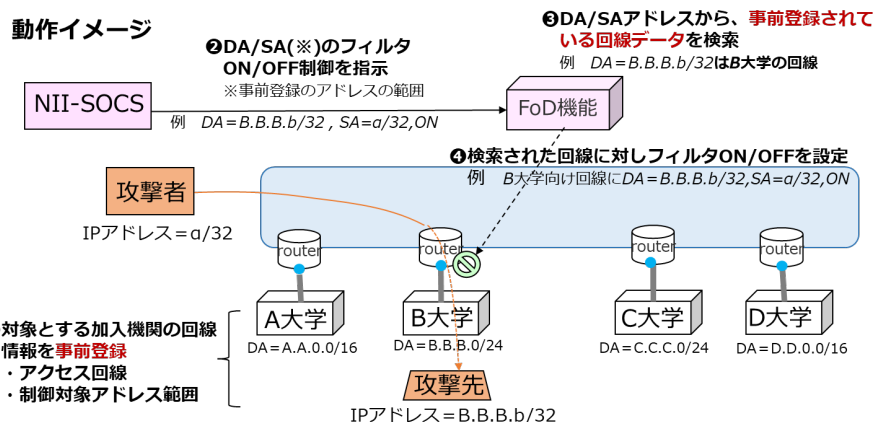 動作イメージ
❷DA/SA(※)のフィルタ
ON/OFF制御を指示
※事前登録のアドレスの範囲
❸DA/SAアドレスから、事前登録されて
いる回線データを検索
例 DA=B.B.B.b/32はB大学の回線
NII-SOCS
例 DA=B.B.B.b/32 , SA=a/32,ON
FoD機能
❹検索された回線に対しフィルタON/OFFを設定
例 B大学向け回線にDA=B.B.B.b/32,SA=a/32,ON
攻撃者
IPアドレス=α/32
router
router
router
router
A大学
B大学
C大学
D大学
DA=A.A.0.0/16
DA=B.B.B.0/24
DA=C.C.C.0/24
DA=D.D.0.0/16
対象とする加入機関の回線
情報を事前登録
・アクセス回線
・制御対象アドレス範囲
攻撃先
IPアドレス=B.B.B.b/32